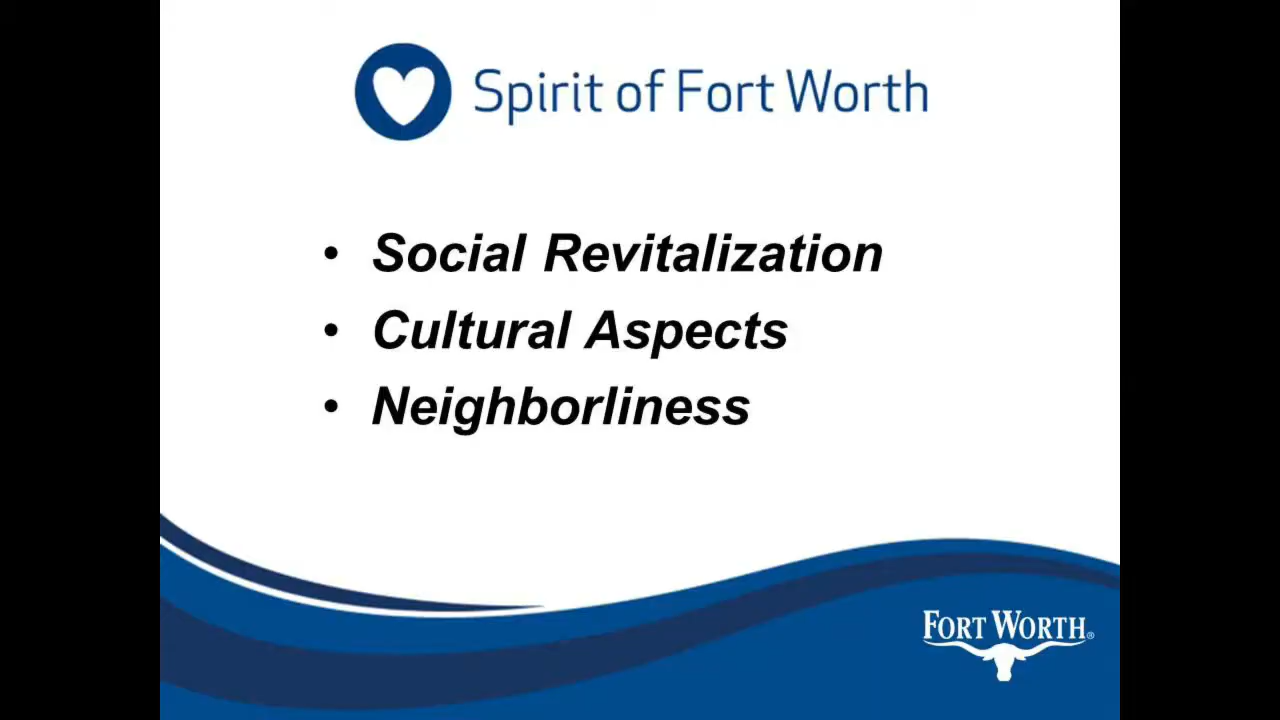 Spirit of Fort Worth
• Social Revitalization
• Cultural Aspects
• Neighborliness
FORT WORTH®